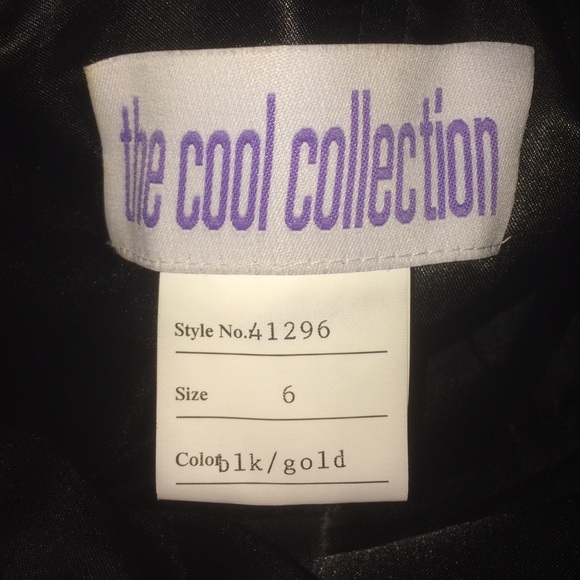 the cool collection
Style No.:41296
Size 6
Color blk/gold